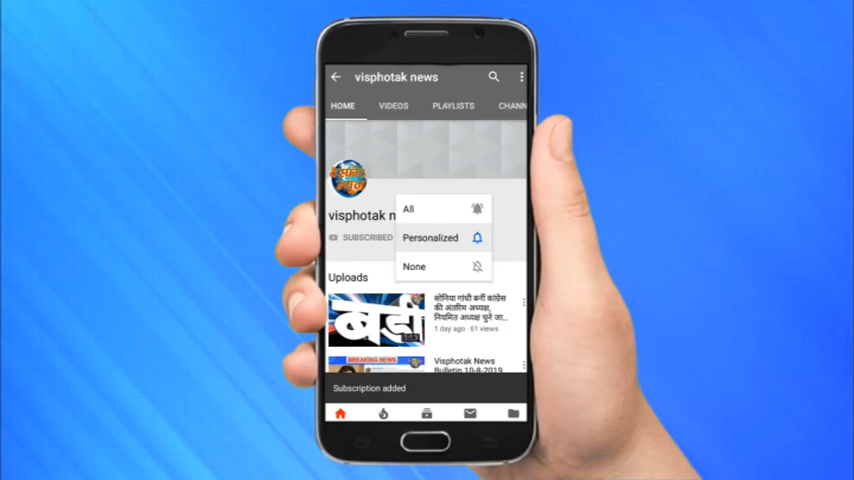 visphotak news
HOME VIDEOS PLAYLISTS CHANN
visphotak n
SUBSCRIBED
All
Personalized
None
Uploads
बड़ी
सोनिया गांधी बनीं कांग्रेस
की अंतरिम अध्यक्ष,
नियमित अध्यक्ष चुने जा...
1 day ago · 61 views
BREAKING NEWS
Visphotak News
Bulletin 10-8-2019
Subscription added